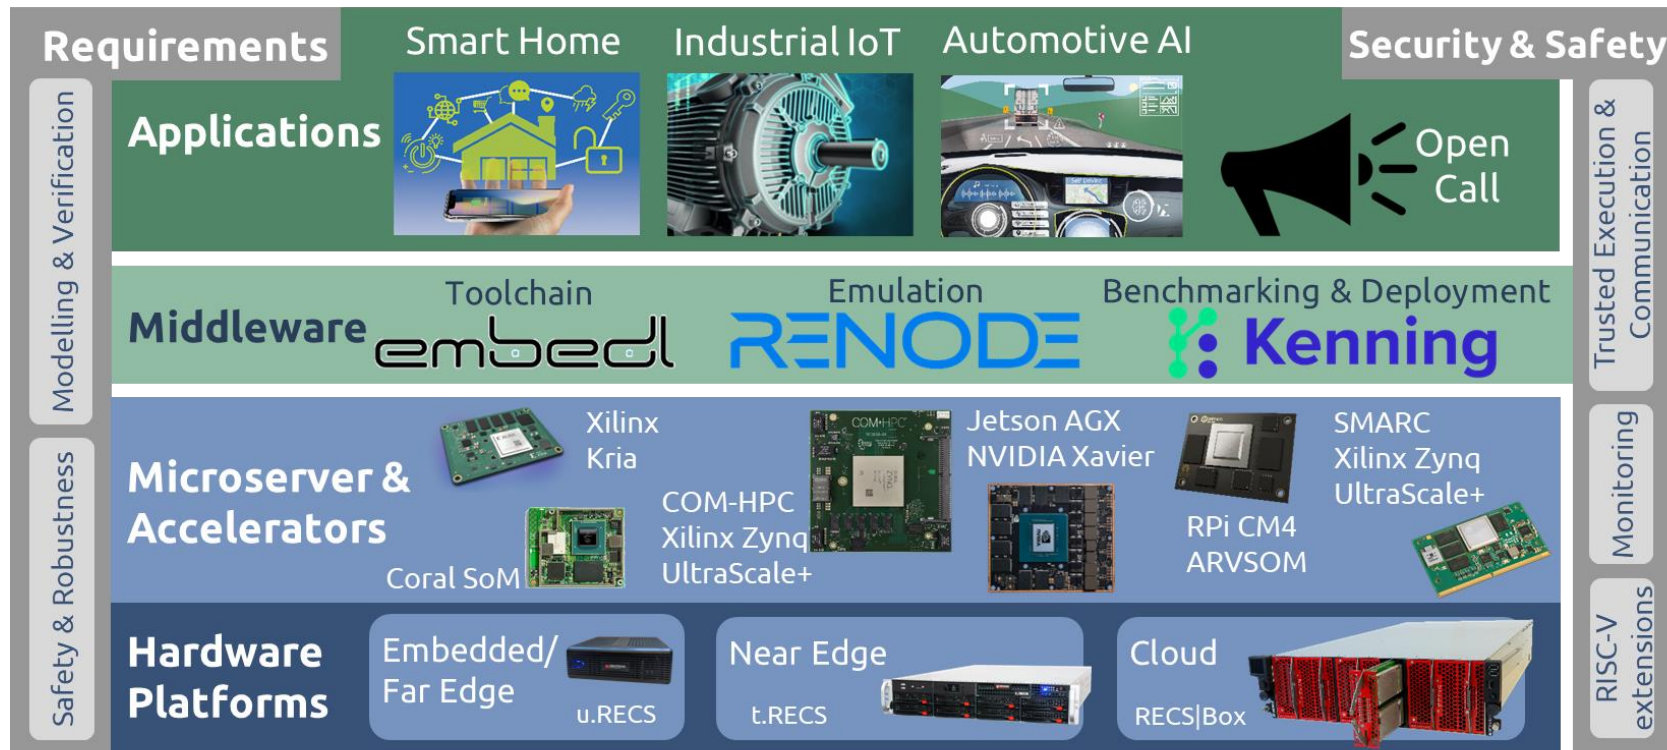 Requirements
Security & Safety
Modelling & Verification
Safety & Robustness
Applications
Smart Home
Industrial IoT
Automotive AI
Open
Call
Middleware
Toolchain
embedl
Emulation
RENODE
Benchmarking & Deployment
Kenning
Microserver &
Accelerators
Xilinx
Kria
Coral SoM
COM-HPC
Xilinx Zynq
UltraScale+
COM•HPC
Jetson AGX
NVIDIA Xavier
RPi CM4
ARVSOM
SMARC
Xilinx Zynq
UltraScale+
Hardware
Platforms
Embedded/
Far Edge
u.RECS
Near Edge
t.RECS
Cloud
RECS|Box
Trusted Execution &
Communication
Monitoring
RISC-V
extensions